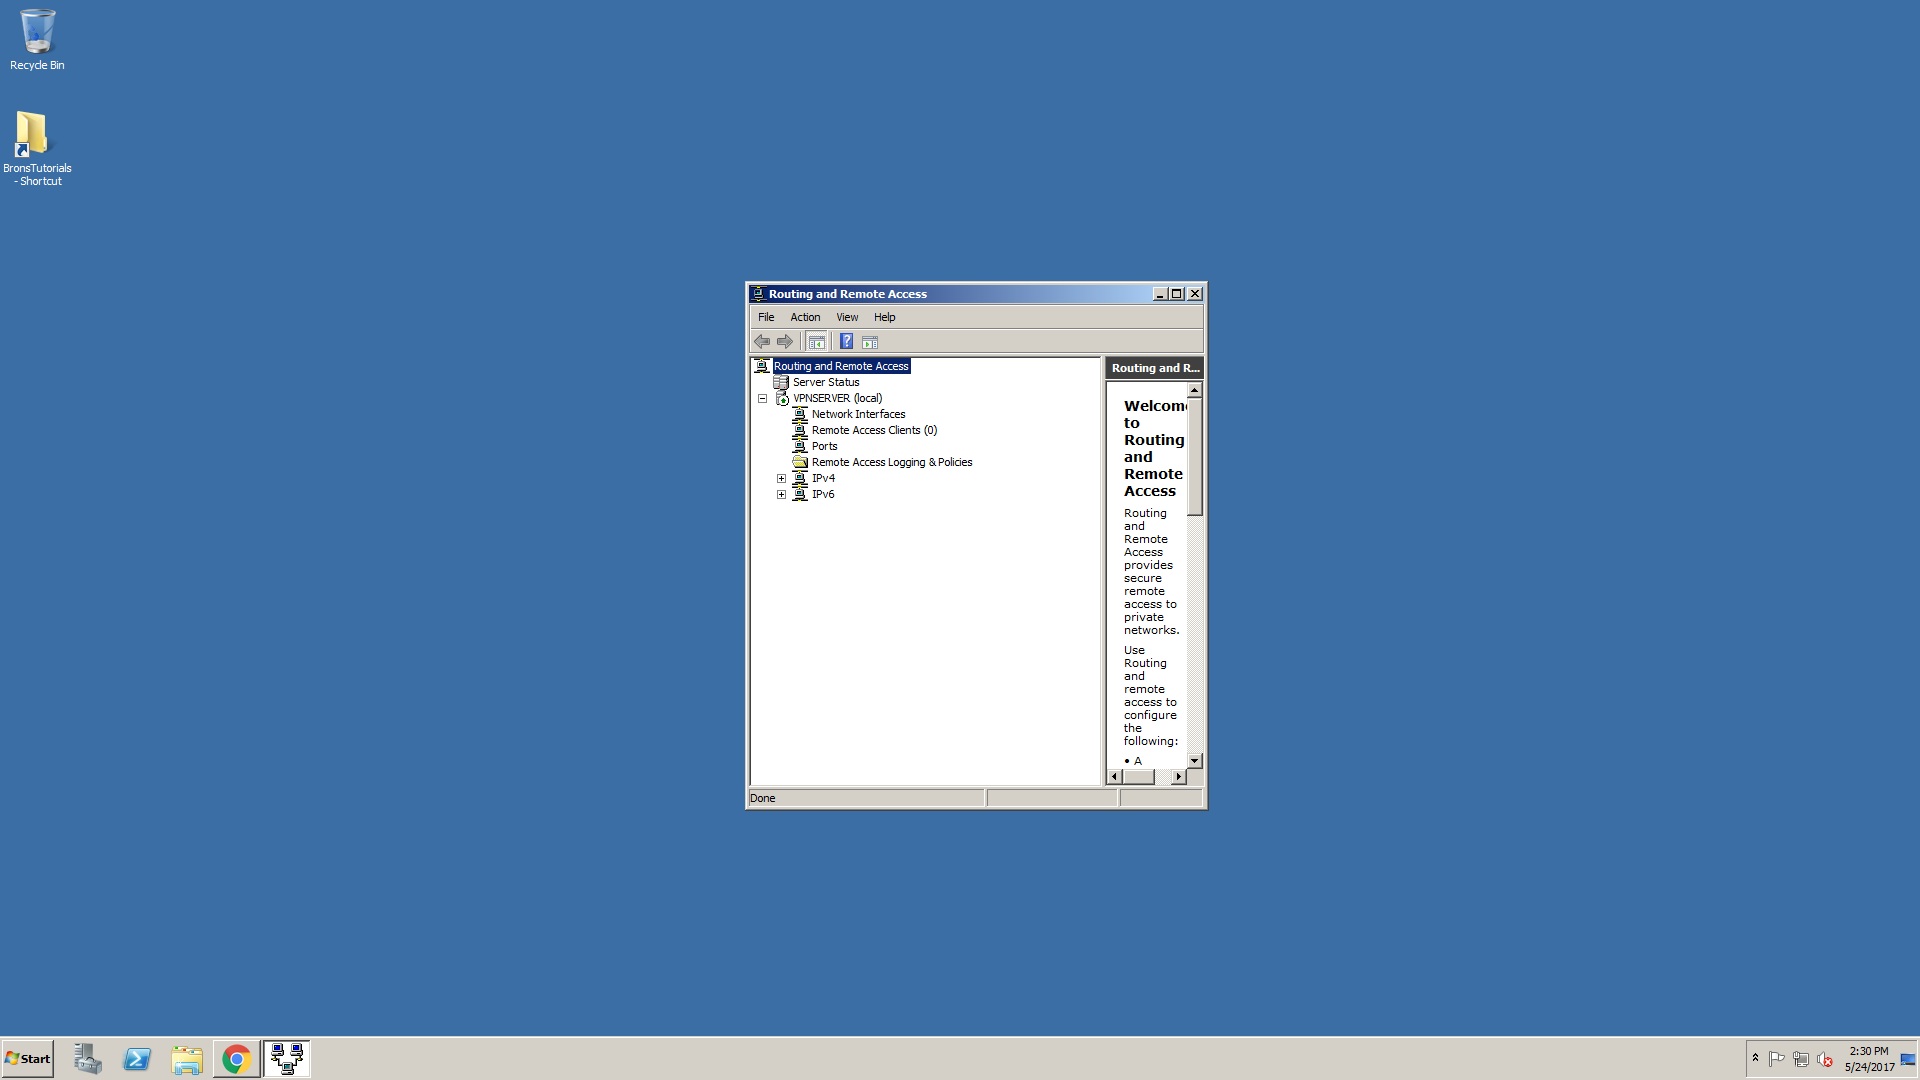 Recycle Bin
BronsTutorials
- Shortcut
Routing and Remote Access
File Action View Help
Routing and Remote Access
Server Status
VPNSERVER (local)
Network Interfaces
Remote Access Clients (0)
Ports
Remote Access Logging & Policies
IPv4
IPv6
Routing and R...
Welcome
to
Routing
and
Remote
Access
Routing
and
Remote
Access
provides
secure
remote
access to
private
networks.
Use
Routing
and
remote
access to
configure
the
following:
• A
Done
Start
2:30 PM
5/24/2017